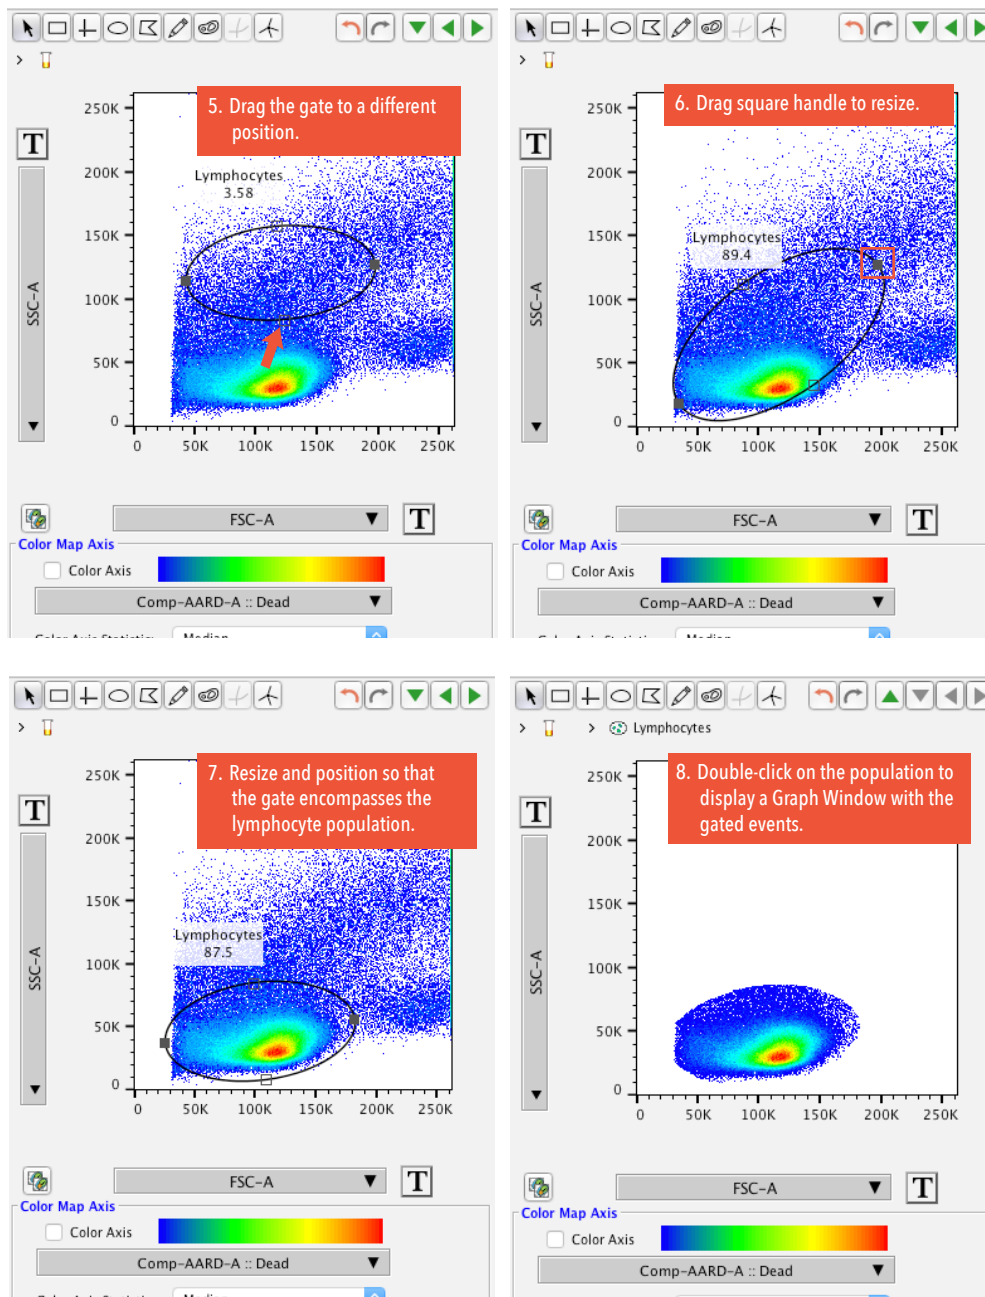 5. Drag the gate to a different
position.
250K
200K
150K
100K
50K
0
T
SSC-A
Lymphocytes
3.58
0 50K 100K 150K 200K 250K
FSC-A
T
Color Map Axis
Color Axis
Comp-AARD-A :: Dead
Median
6. Drag square handle to resize.
250K
200K
150K
100K
50K
0
T
SSC-A
Lymphocytes
89.4
0 50K 100K 150K 200K 250K
FSC-A
T
Color Map Axis
Color Axis
Comp-AARD-A :: Dead
Median
7. Resize and position so that
the gate encompasses the
lymphocyte population.
250K
200K
150K
100K
50K
0
T
SSC-A
Lymphocytes
87.5
0 50K 100K 150K 200K 250K
FSC-A
T
Color Map Axis
Color Axis
Comp-AARD-A :: Dead
Lymphocytes
8. Double-click on the population to
display a Graph Window with the
gated events.
250K
200K
150K
100K
50K
0
T
SSC-A
0 50K 100K 150K 200K 250K
FSC-A
T
Color Map Axis
Color Axis
Comp-AARD-A :: Dead